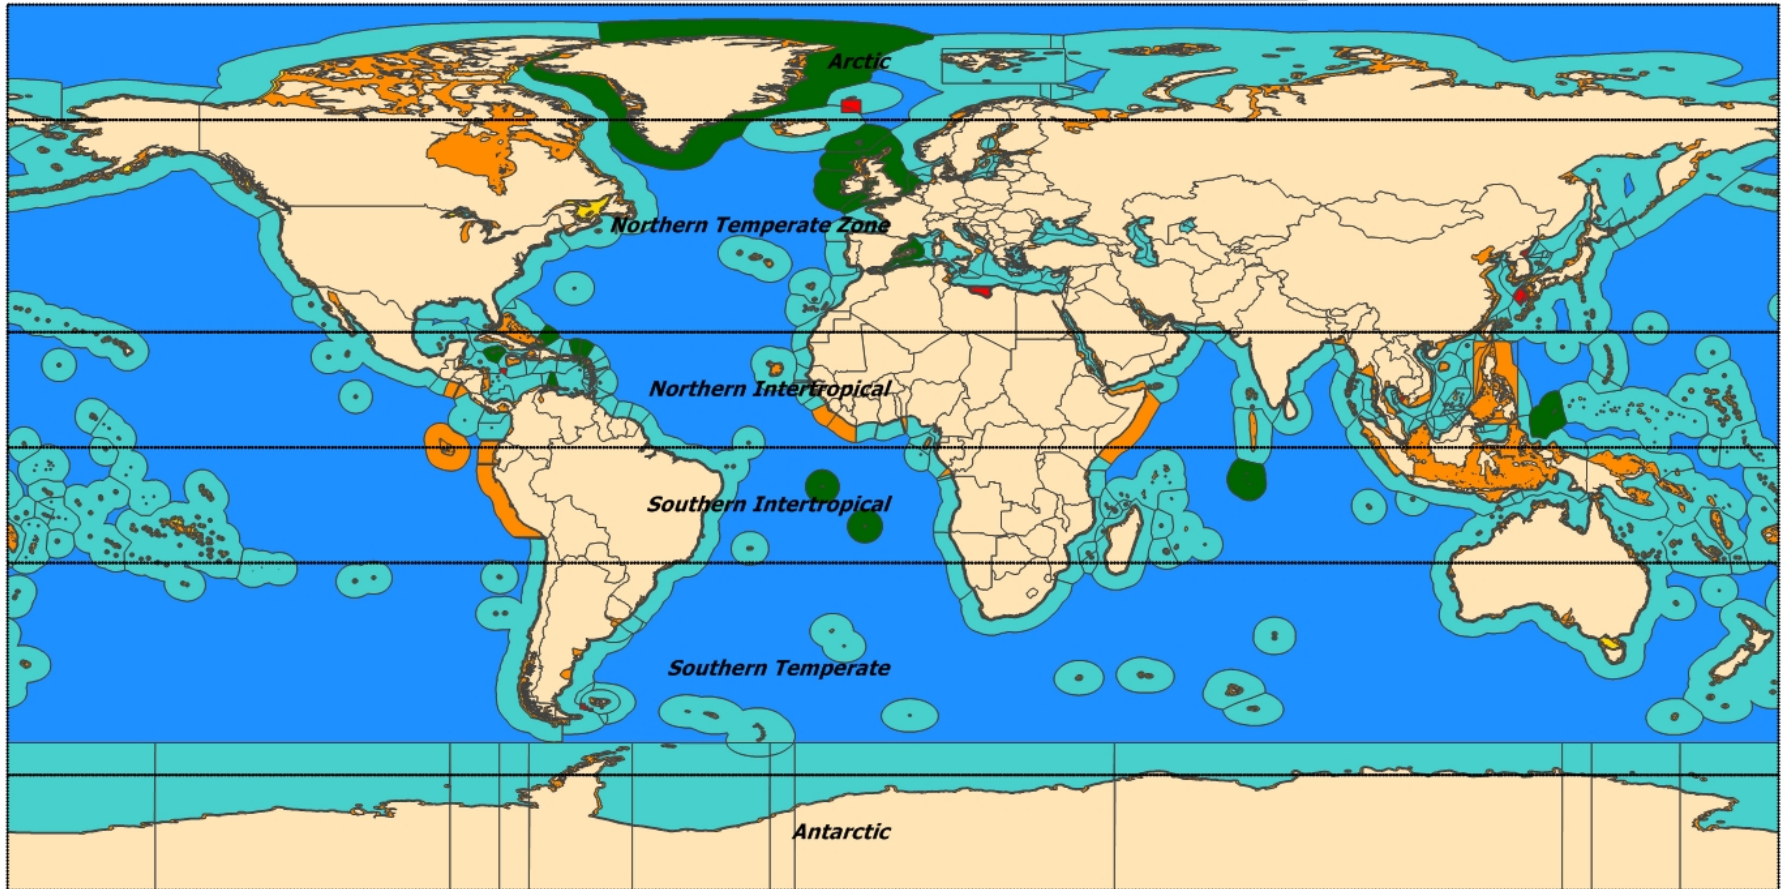 Arctic
Northern Temperate Zone
Northern Intertropical
Southern Intertropical
Southern Temperate
Antarctic